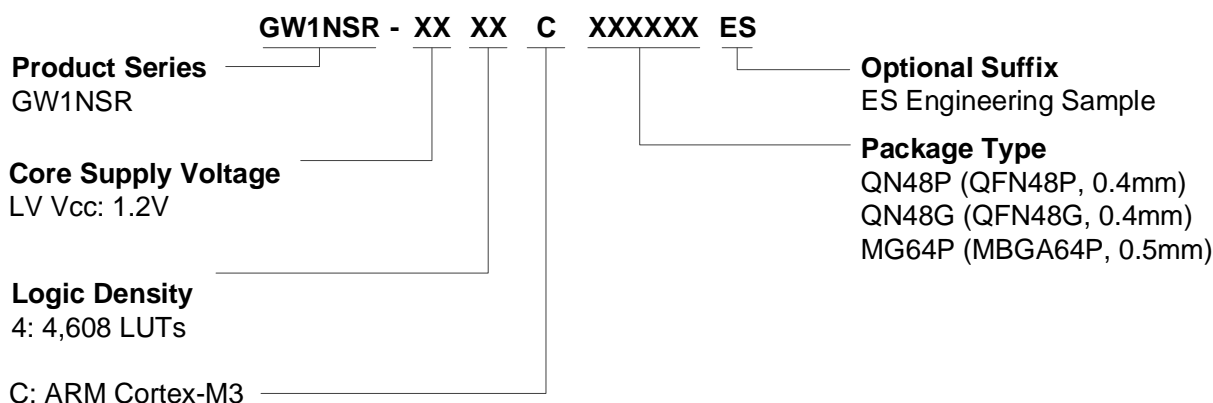 GW1NSR - XX XX C XXXXXX ES
Product Series
GW1NSR
Core Supply Voltage
LV Vcc: 1.2V
Logic Density
4: 4,608 LUTs
C: ARM Cortex-M3
Optional Suffix
ES Engineering Sample
Package Type
QN48P (QFN48P, 0.4mm)
QN48G (QFN48G, 0.4mm)
MG64P (MBGA64P, 0.5mm)